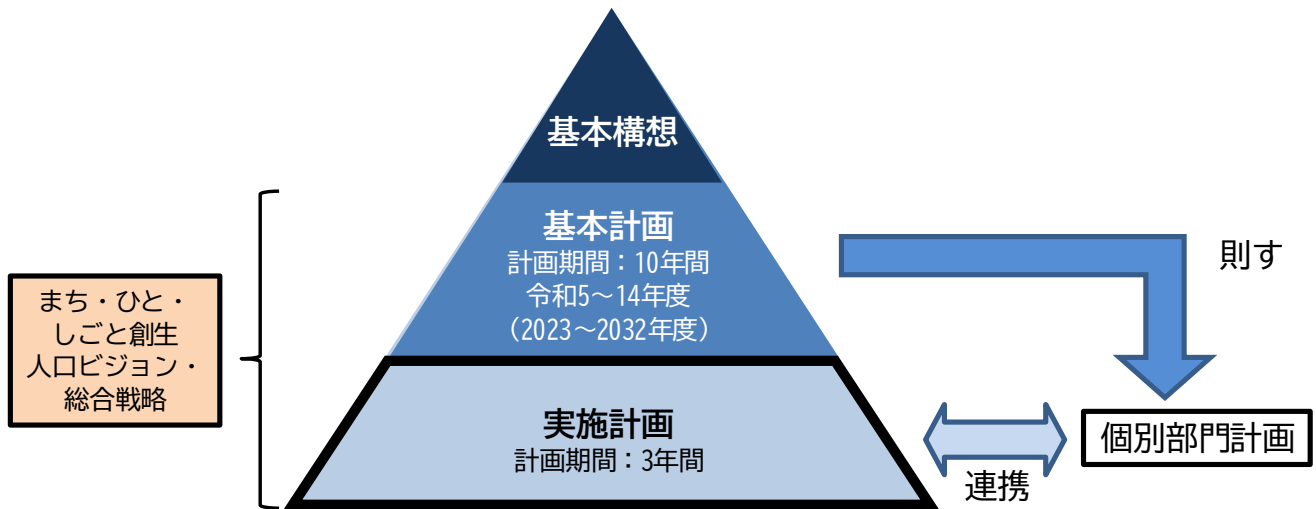 基本構想
基本計画
計画期間：10年間
令和5～14年度
（2023～2032年度）
実施計画
計画期間：3年間
まち・ひと・
しごと創生
人口ビジョン・
総合戦略
則す
個別部門計画
連携